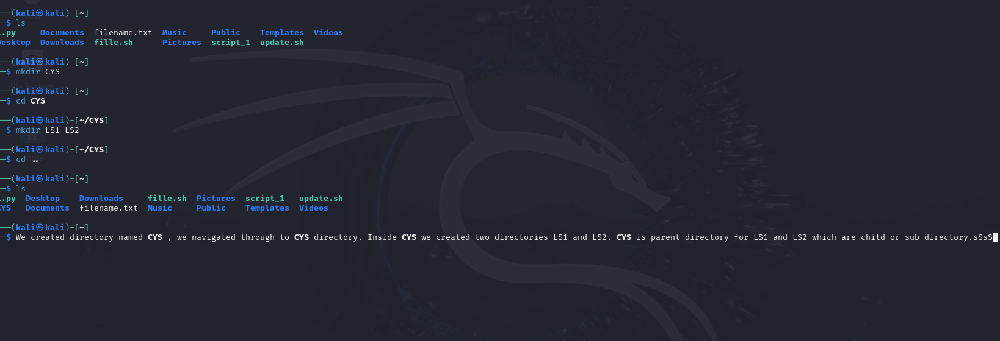 (kali㉿kali)-[~]
$ ls
.py Documents filename.txt Music Public Templates Videos
Desktop Downloads fille.sh Pictures script_1 update.sh
(kali㉿kali)-[~]
$ mkdir CYS
(kali㉿kali)-[~]
$ cd CYS
(kali㉿kali)-[~/CYS]
$ mkdir LS1 LS2
(kali㉿kali)-[~/CYS]
$ cd ..
(kali㉿kali)-[~]
$ ls
.py Desktop Downloads fille.sh Pictures script_1 update.sh
CYS Documents filename.txt Music Public Templates Videos
(kali㉿kali)-[~]
$ We created directory named CYS , we navigated through to CYS directory. Inside CYS we created two directories LS1 and LS2. CYS is parent directory for LS1 and LS2 which are child or sub directory.sSsS